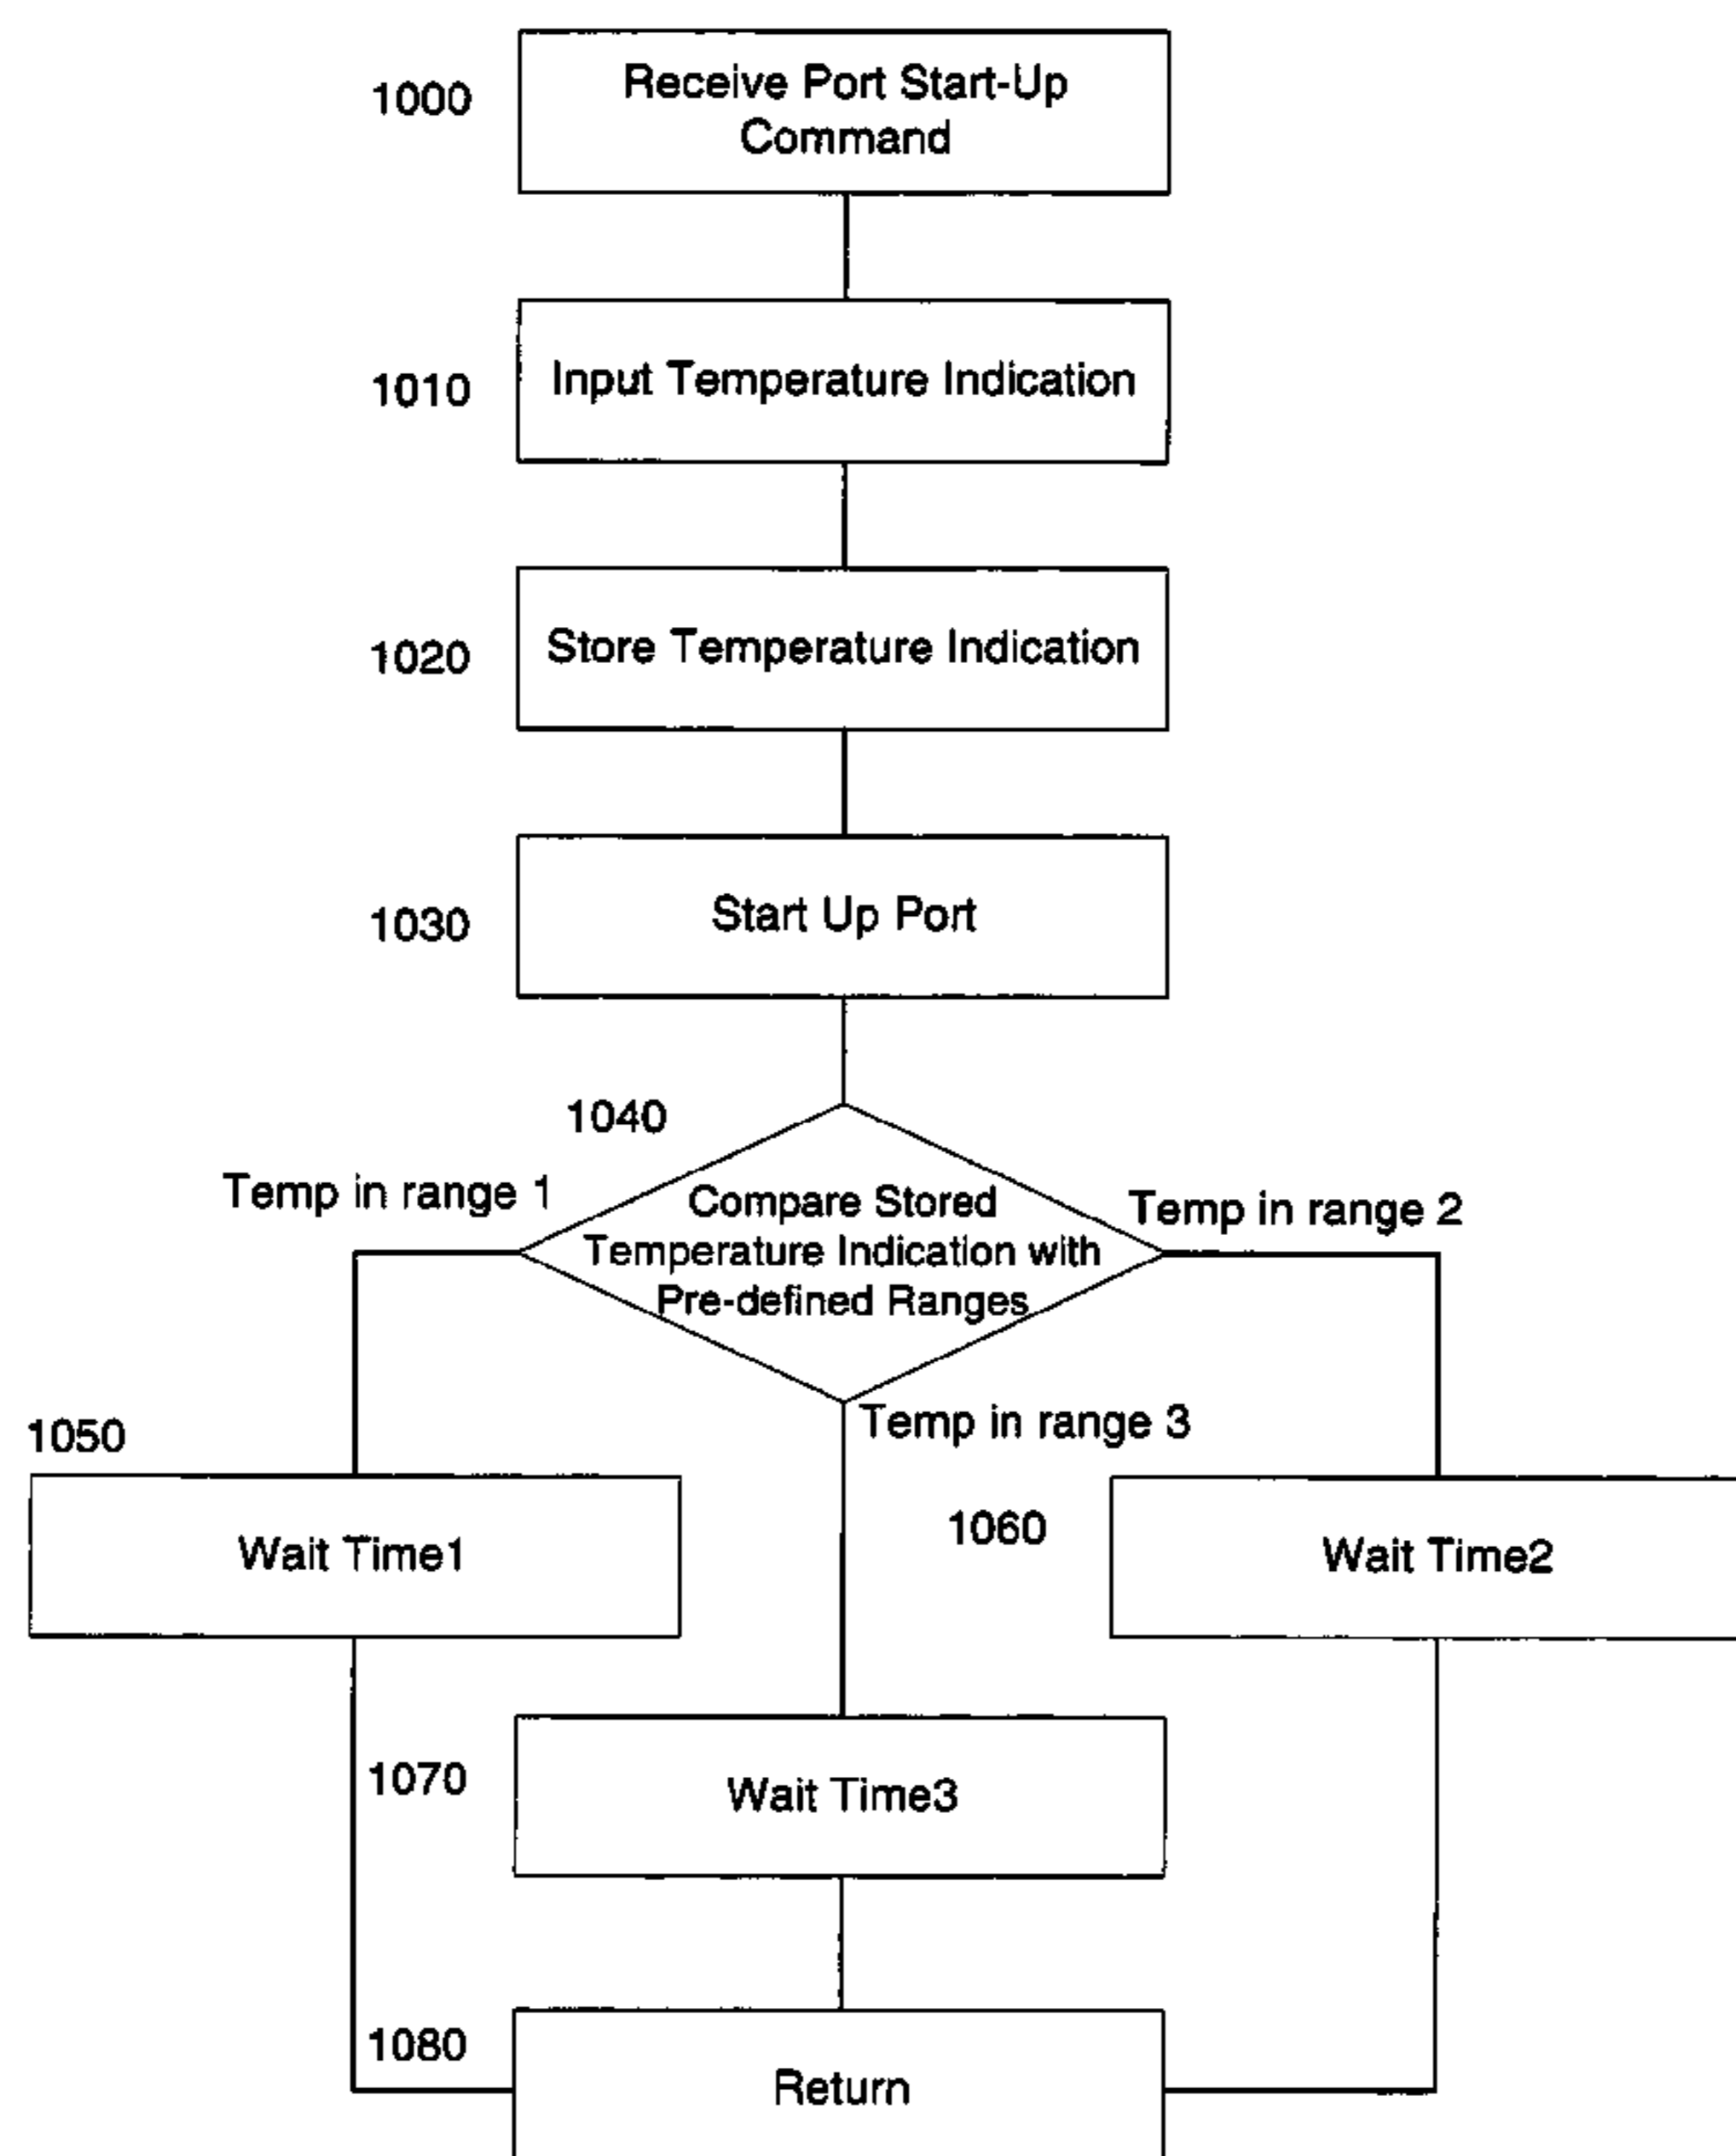 1000
Receive Port Start-Up
Command
1010
Input Temperature Indication
1020
Store Temperature Indication
1030
Start Up Port
1040
Temp in range 1
Compare Stored
Temperature Indication with
Pre-defined Ranges
Temp in range 2
Temp in range 3
1050
Wait Time1
1060
Wait Time2
1070
Wait Time3
1080
Return